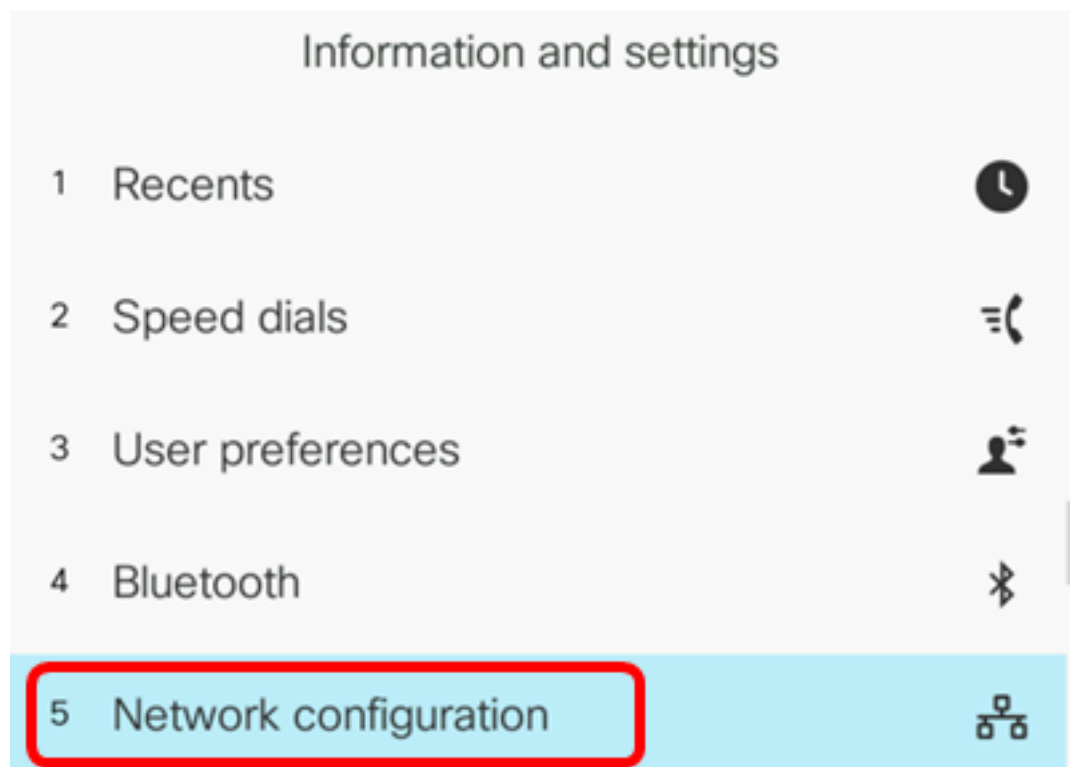 Information and settings
1 Recents
2 Speed dials
3 User preferences
4 Bluetooth
5 Network configuration